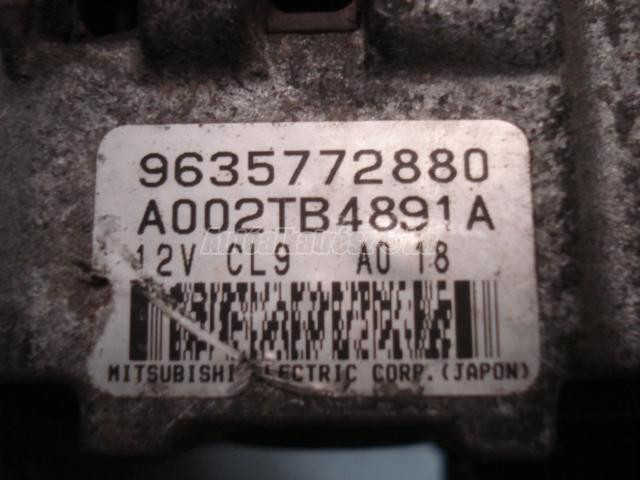 9635772880
A002TB4891A
12V CL9 A0 18
MITSUBISHI ELECTRIC CORP.(JAPON)